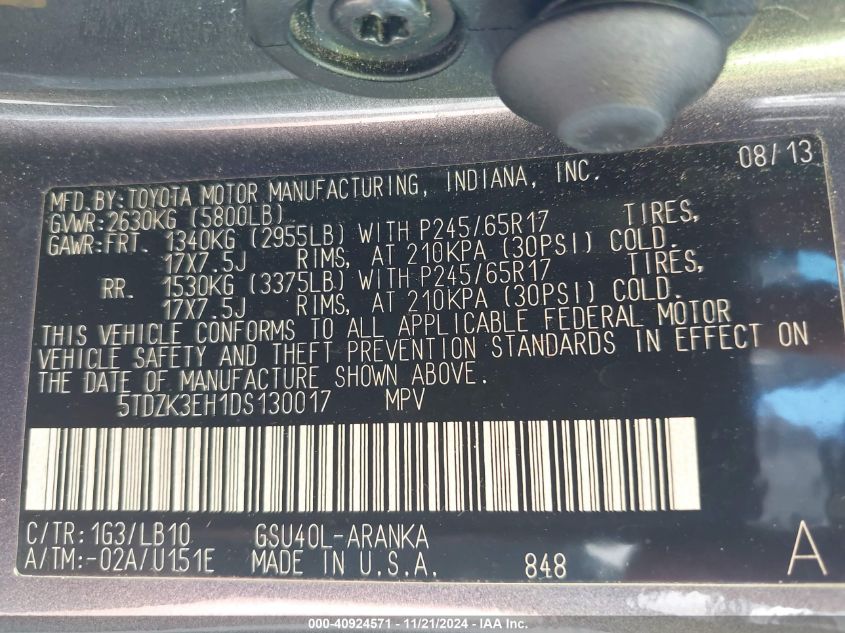 08/13
MFD.BY:TOYOTA MOTOR MANUFACTURING, INDIANA, INC.
GVWR:2630KG (5800LB)
GAWR:FRT. 1340KG (2955LB) WITH P245/65R17 TIRES,
17X7.5J RIMS, AT 210KPA (30PSI) COLD.
RR. 1530KG (3375LB) WITH P245/65R17 TIRES,
17X7.5J RIMS, AT 210KPA (30PSI) COLD.
THIS VEHICLE CONFORMS TO ALL APPLICABLE FEDERAL MOTOR
VEHICLE SAFETY AND THEFT PREVENTION STANDARDS IN EFFECT ON
THE DATE OF MANUFACTURE SHOWN ABOVE.
5TDZK3EH1DS130017 MPV
C/TR:1G3/LB10 GSU40L-ARANKA
A/TM:-02A/U151E MADE IN U.S.A. 848 A
000-40924571 - 11/21/2024 - IAA Inc.